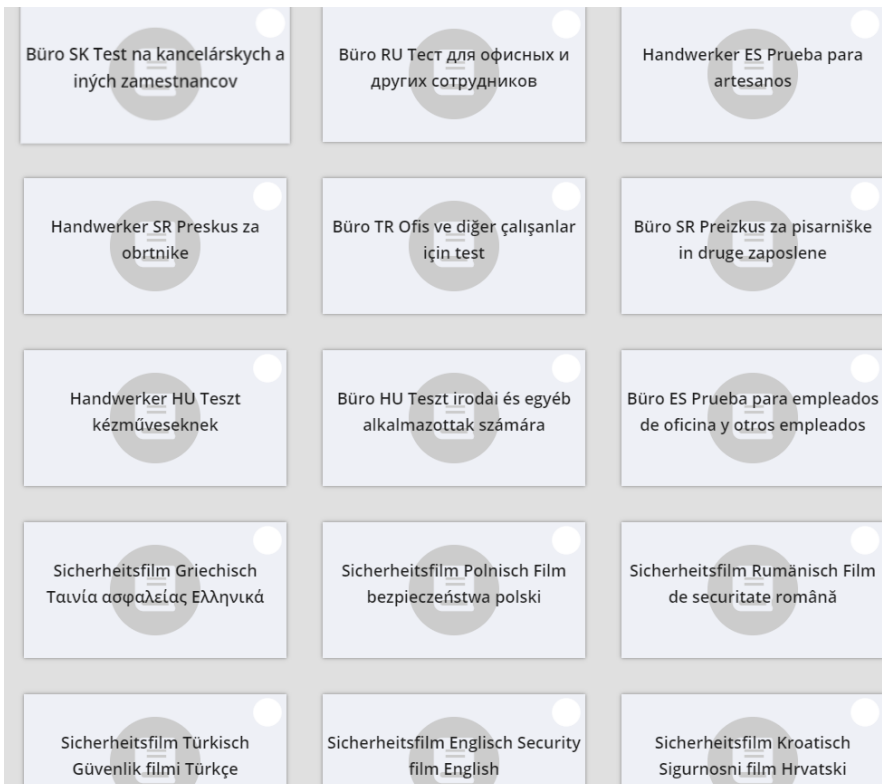 Büro SK Test na kancelárskych a
iných zamestnancov
Büro RU Тест для офисных и
других сотрудников
Handwerker ES Prueba para
artesanos
Handwerker SR Preskus za
obrtnike
Büro TR Ofis ve diğer çalışanlar
için test
Büro SR Preizkus za pisarniške
in druge zaposlene
Handwerker HU Teszt
kézműveseknek
Büro HU Teszt irodai és egyéb
alkalmazottak számára
Büro ES Prueba para empleados
de oficina y otros empleados
Sicherheitsfilm Griechisch
Ταινία ασφαλείας Ελληνικά
Sicherheitsfilm Polnisch Film
bezpieczeństwa polski
Sicherheitsfilm Rumänisch Film
de securitate română
Sicherheitsfilm Türkisch
Güvenlik filmi Türkçe
Sicherheitsfilm Englisch Security
film English
Sicherheitsfilm Kroatisch
Sigurnosni film Hrvatski